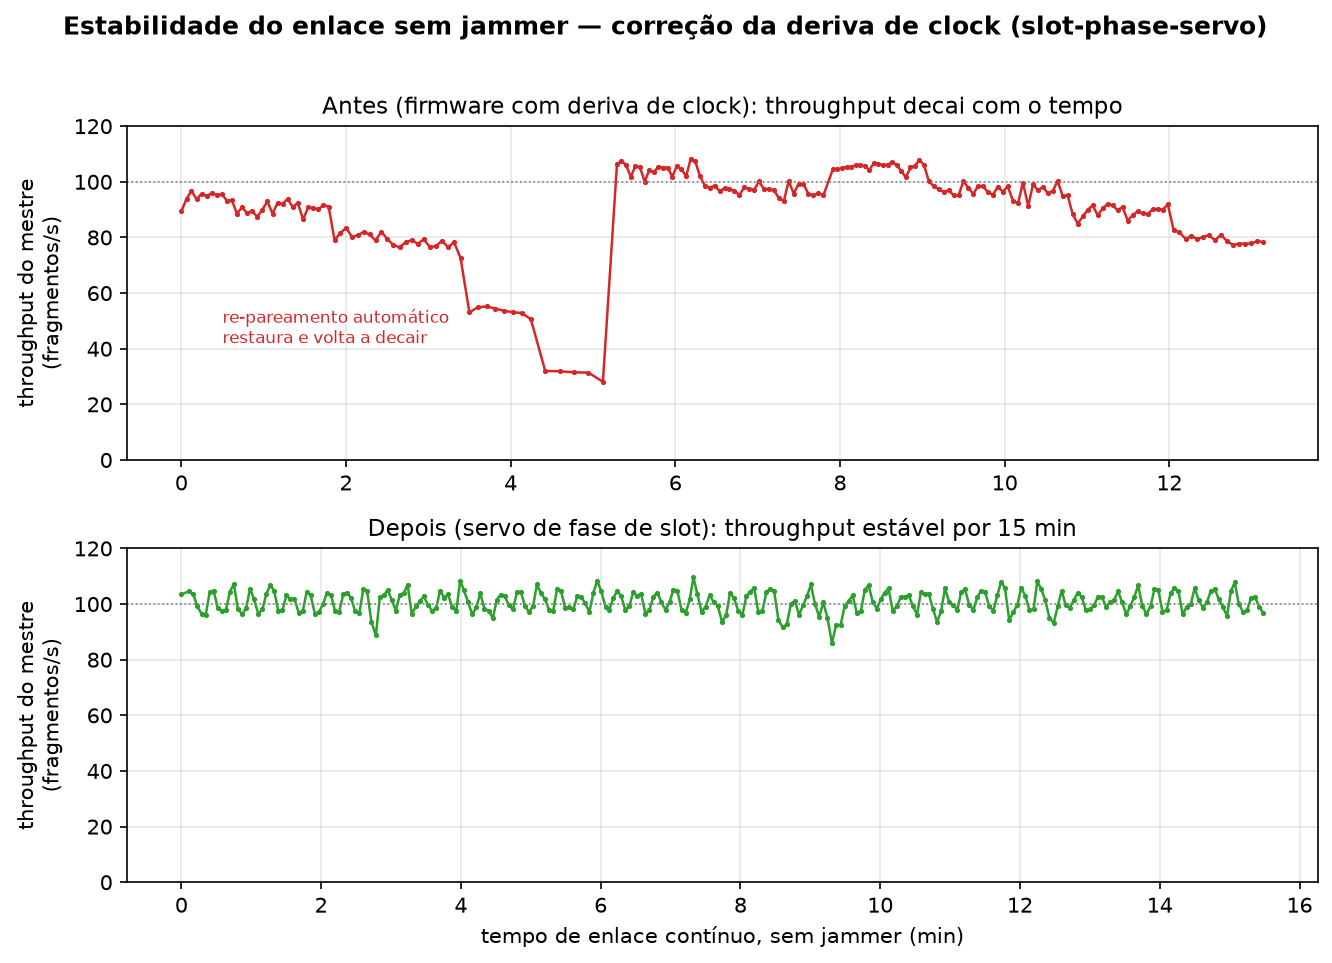 Estabilidade do enlace sem jammer — correção da deriva de clock (slot-phase-servo)
Antes (firmware com deriva de clock): throughput decai com o tempo
throughput do mestre
(fragmentos/s)
120
100
80
60
40
20
0
re-pareamento automático
restaura e volta a decair
0 2 4 6 8 10 12
Depois (servo de fase de slot): throughput estável por 15 min
throughput do mestre
(fragmentos/s)
120
100
80
60
40
20
0
0 2 4 6 8 10 12 14 16
tempo de enlace contínuo, sem jammer (min)